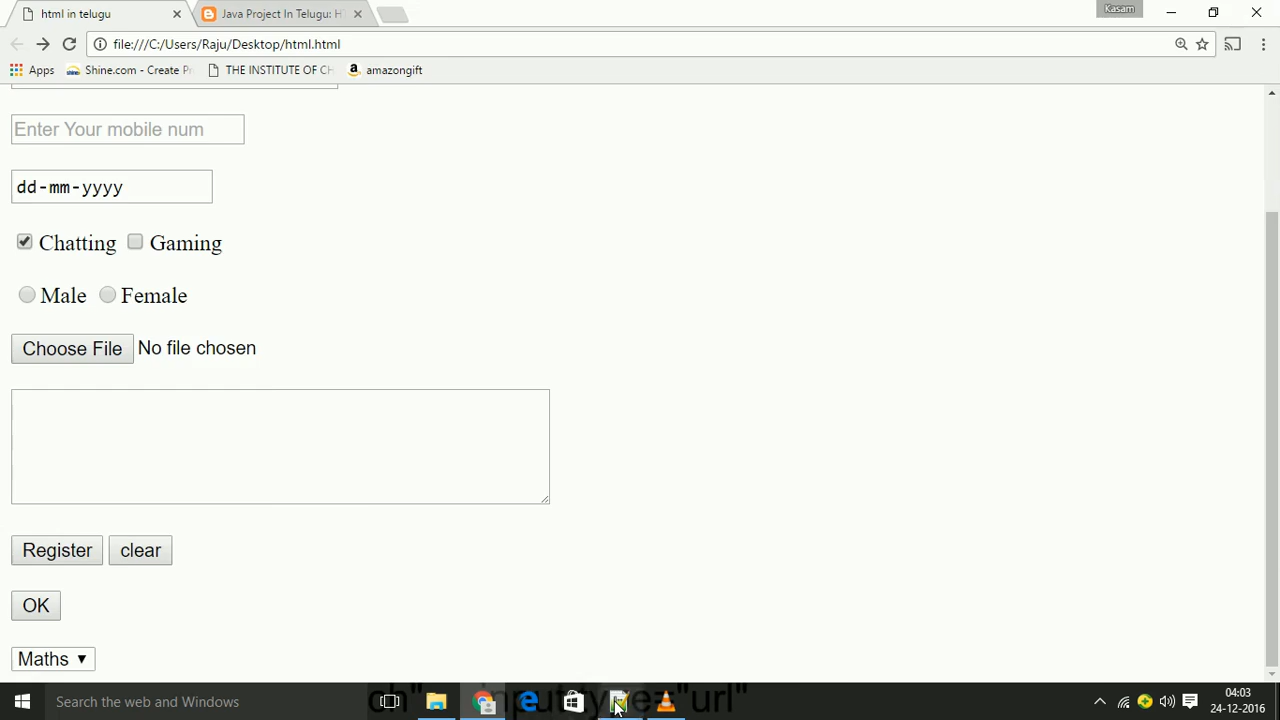 html in telugu
Java Project In Telugu: H
Kasam
file:///C:/Users/Raju/Desktop/html.html
Apps
Shine.com - Create Pr
THE INSTITUTE OF CH
amazongift
Enter Your mobile num
dd-mm-yyyy
Chatting Gaming
Male Female
Choose File No file chosen
Register clear
OK
Maths
Search the web and Windows
"url"
04:03
24-12-2016